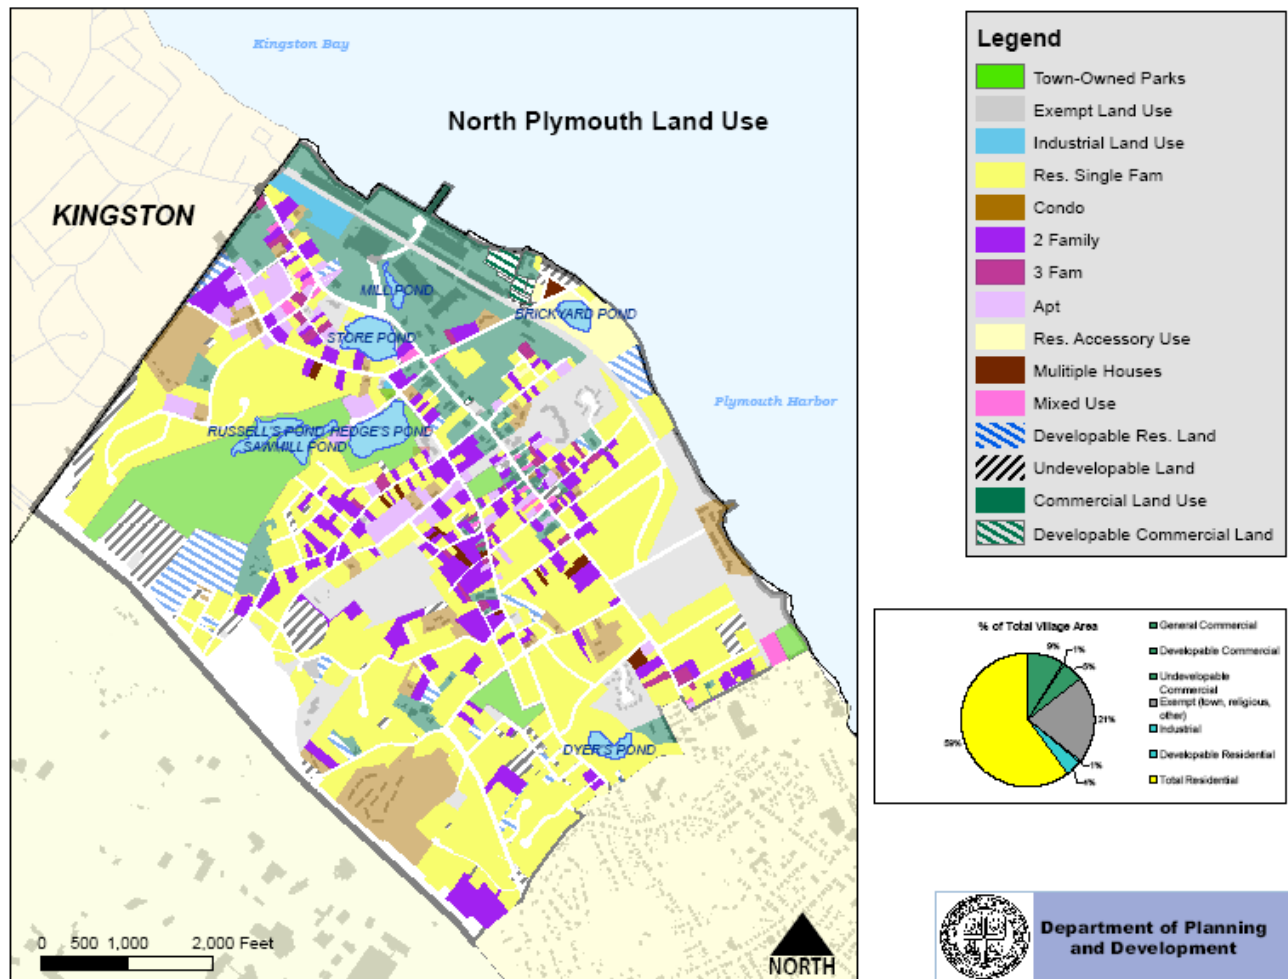 Kingston Bay
North Plymouth Land Use
KINGSTON
MILL POND
BRICKYARD POND
STORE POND
Plymouth Harbor
RUSSELL'S POND HEDGE'S POND
SAWMILL POND
DYER'S POND
0 500 1,000 2,000 Feet
NORTH
Legend
Town-Owned Parks
Exempt Land Use
Industrial Land Use
Res. Single Fam
Condo
2 Family
3 Fam
Apt
Res. Accessory Use
Mulitiple Houses
Mixed Use
Developable Res. Land
Undevelopable Land
Commercial Land Use
Developable Commercial Land
% of Total Village Area
9%
1%
5%
21%
1%
4%
59%
General Commercial
Developable Commercial
Undevelopable
Commercial
Exempt (town, religious,
other)
Industrial
Developable Residential
Total Residential
Department of Planning
and Development